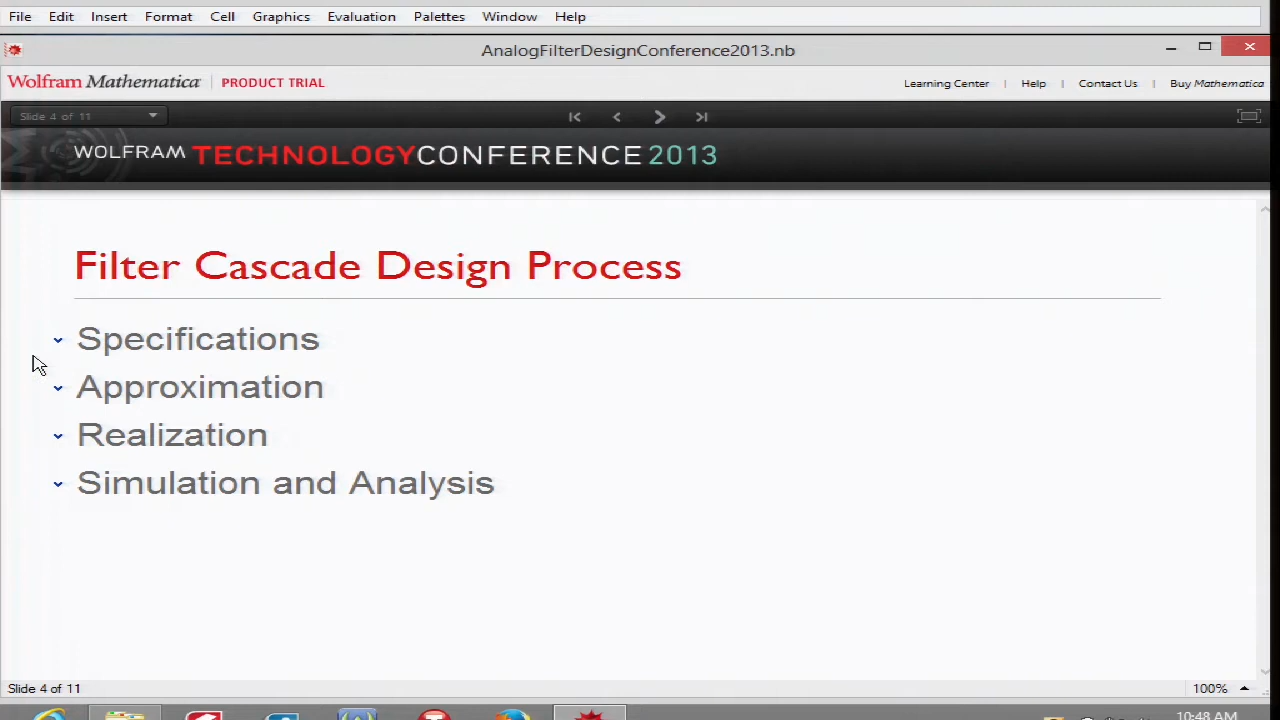 File Edit Insert Format Cell Graphics Evaluation Palettes Window Help
AnalogFilterDesignConference2013.nb
Wolfram Mathematica | PRODUCT TRIAL Learning Center | Help | Contact Us | Buy Mathematica
Slide 4 of 11
WOLFRAM TECHNOLOGYCONFERENCE 2013
Filter Cascade Design Process
Specifications
Approximation
Realization
Simulation and Analysis
Slide 4 of 11 100%
10:48 AM